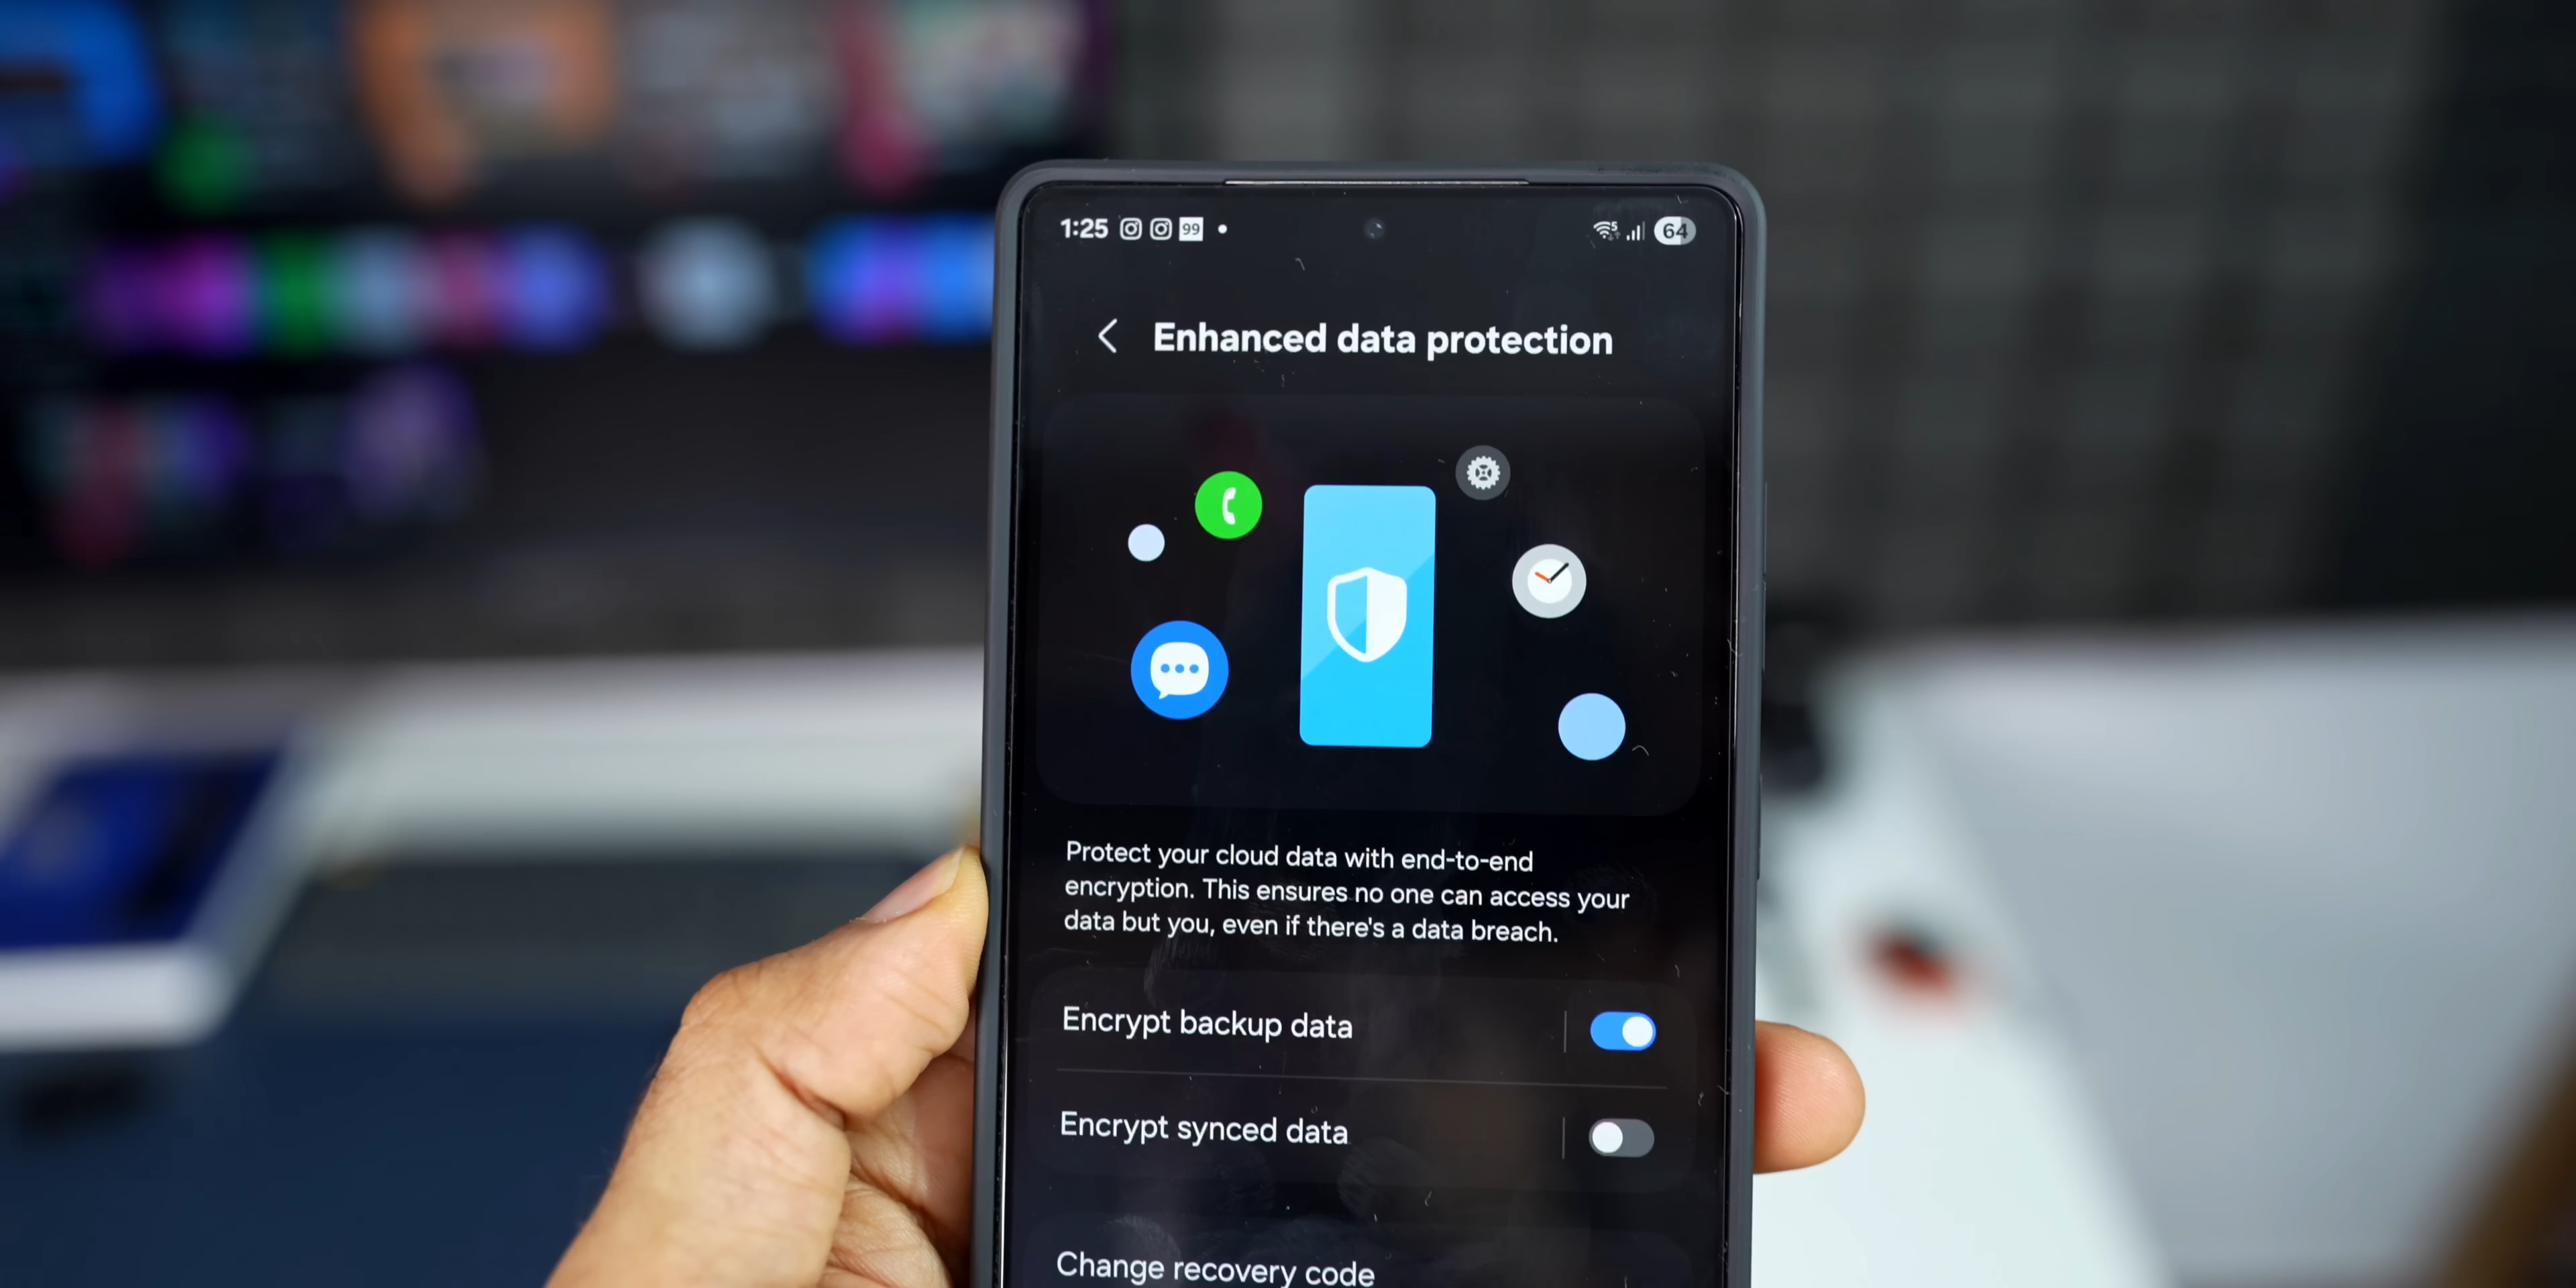 1:25 99 64
Enhanced data protection
Protect your cloud data with end-to-end
encryption. This ensures no one can access your
data but you, even if there's a data breach.
Encrypt backup data
Encrypt synced data
Change recovery code